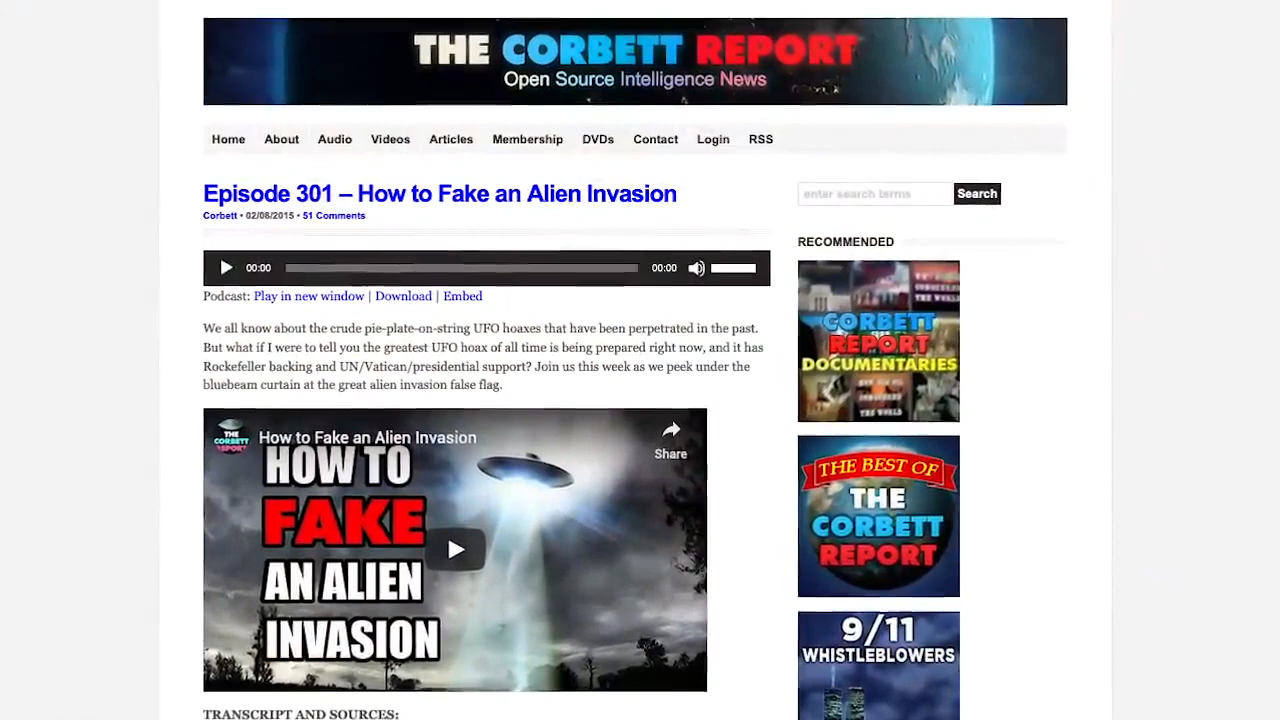 THE CORBETT REPORT
Open Source Intelligence News
Home About Audio Videos Articles Membership DVDs Contact Login RSS
Episode 301 – How to Fake an Alien Invasion
Corbett • 02/08/2015 • 51 Comments
enter search terms Search
RECOMMENDED
00:00 00:00
Podcast: Play in new window | Download | Embed
We all know about the crude pie-plate-on-string UFO hoaxes that have been perpetrated in the past.
But what if I were to tell you the greatest UFO hoax of all time is being prepared right now, and it has
Rockefeller backing and UN/Vatican/presidential support? Join us this week as we peek under the
bluebeam curtain at the great alien invasion false flag.
THE
CORBETT
REPORT
How to Fake an Alien Invasion
Share
HOW TO
FAKE
AN ALIEN
INVASION
TRANSCRIPT AND SOURCES:
CORBETT
REPORT
DOCUMENTARIES
THE BEST OF
THE
CORBETT
REPORT
9/11
WHISTLEBLOWERS